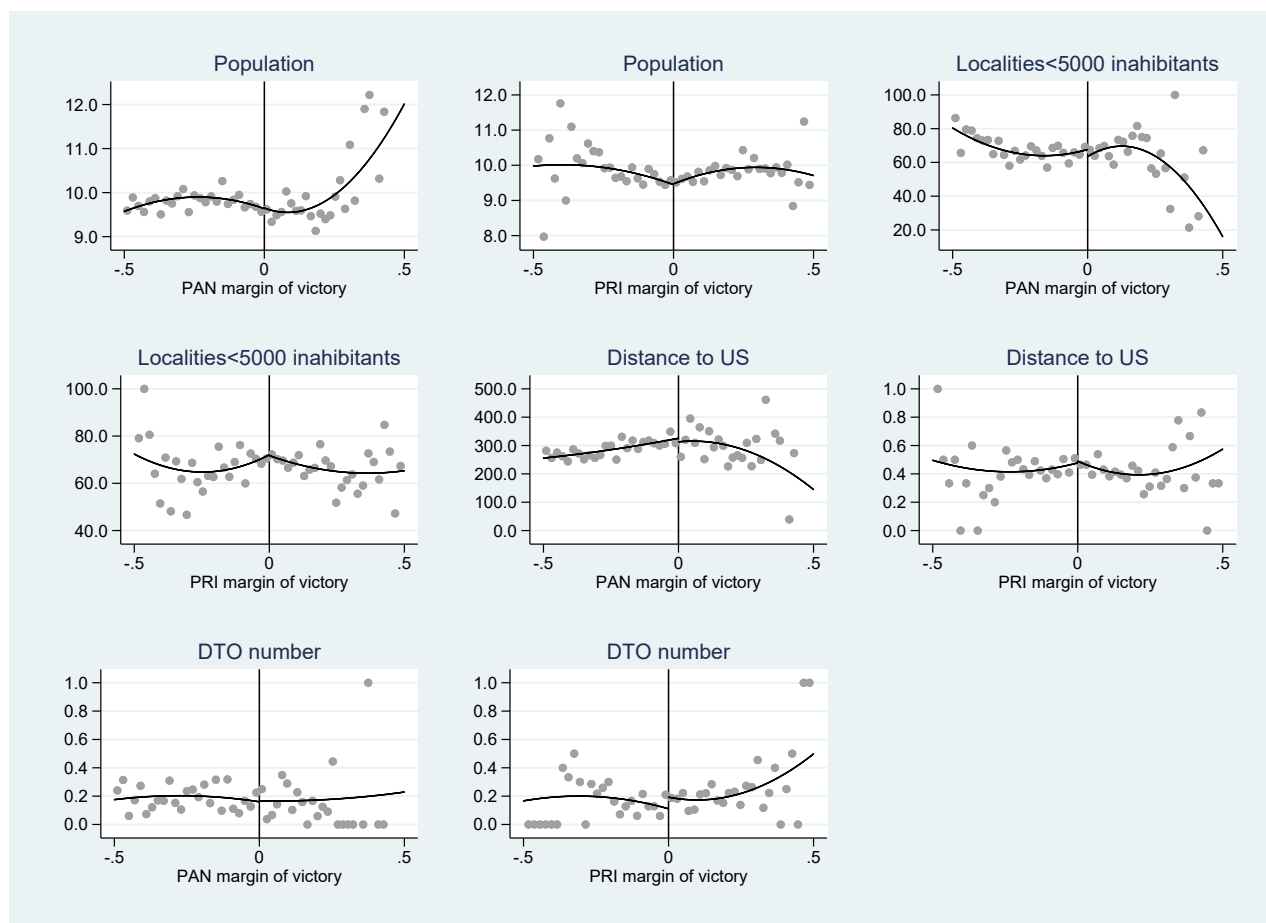 Population
12.0
11.0
10.0
9.0
-.5 0 .5
PAN margin of victory
Population
12.0
11.0
10.0
9.0
8.0
-.5 0 .5
PRI margin of victory
Localities<5000 inahibitants
100.0
80.0
60.0
40.0
20.0
-.5 0 .5
PAN margin of victory
Localities<5000 inahibitants
100.0
80.0
60.0
40.0
-.5 0 .5
PRI margin of victory
Distance to US
500.0
400.0
300.0
200.0
100.0
0.0
-.5 0 .5
PAN margin of victory
Distance to US
1.0
0.8
0.6
0.4
0.2
0.0
-.5 0 .5
PRI margin of victory
DTO number
1.0
0.8
0.6
0.4
0.2
0.0
-.5 0 .5
PAN margin of victory
DTO number
1.0
0.8
0.6
0.4
0.2
0.0
-.5 0 .5
PRI margin of victory